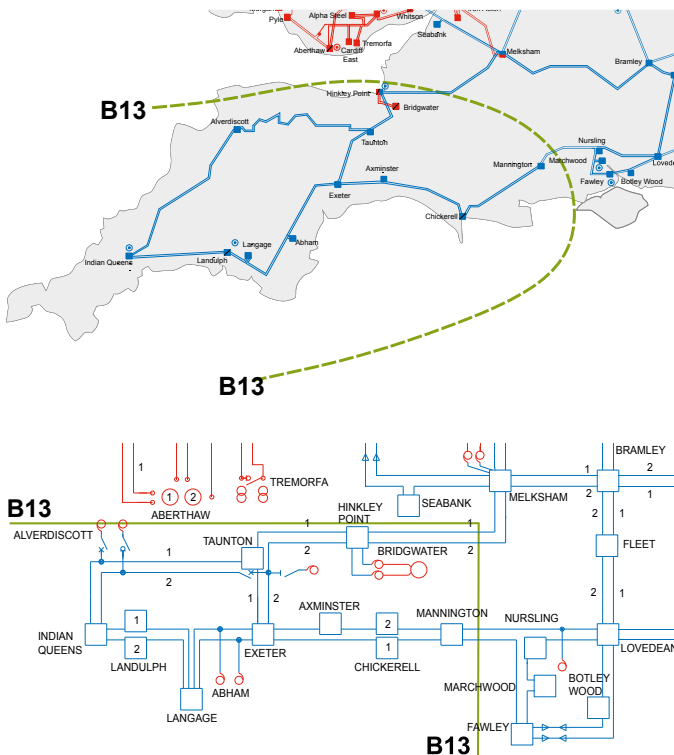 Pyle
Alpha Steel
Whitson
Aberthaw
Cardiff
East
Tremorfa
Seabank
Melksham
Bramley
B13
Hinkley Point
Bridgwater
Alverdiscott
Taunton
Nursling
Marchwood
Mannington
Lovede
Axminster
Fawley
Botley Wood
Exeter
Chickerell
Abham
Langage
Landulph
Indian Queens
B13
BRAMLEY
1
TREMORFA
1
2
1
2
1
SEABANK
MELKSHAM
2
ABERTHAW
B13
HINKLEY
POINT
1
1
2
1
ALVERDISCOTT
TAUNTON
2
BRIDGWATER
2
FLEET
1
2
1
2
AXMINSTER
MANNINGTON
NURSLING
2
1
1
2
INDIAN
QUEENS
2
1
LANDULPH
EXETER
CHICKERELL
LOVEDEAN
ABHAM
MARCHWOOD
BOTLEY
WOOD
LANGAGE
FAWLEY
B13